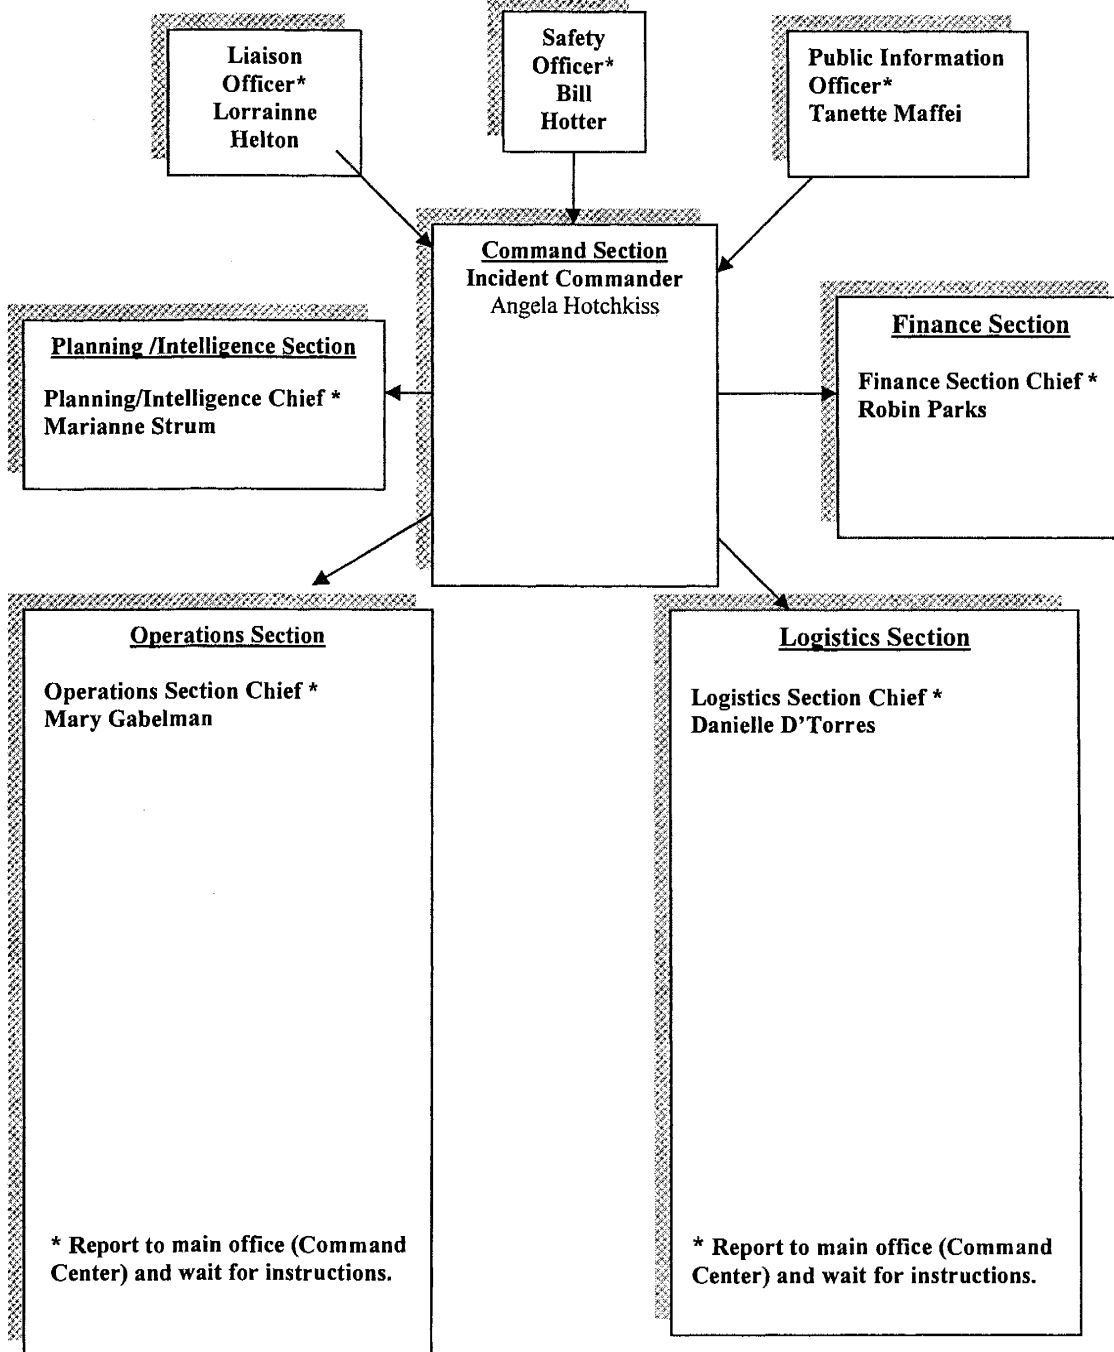 Liaison
Officer*
Lorrainne
Helton
Safety
Officer*
Bill
Hotter
Public Information
Officer*
Tanette Maffei
Command Section
Incident Commander
Angela Hotchkiss
Planning /Intelligence Section
Planning/Intelligence Chief *
Marianne Strum
Finance Section
Finance Section Chief *
Robin Parks
Operations Section
Operations Section Chief *
Mary Gabelman
* Report to main office (Command
Center) and wait for instructions.
Logistics Section
Logistics Section Chief *
Danielle D'Torres
* Report to main office (Command
Center) and wait for instructions.